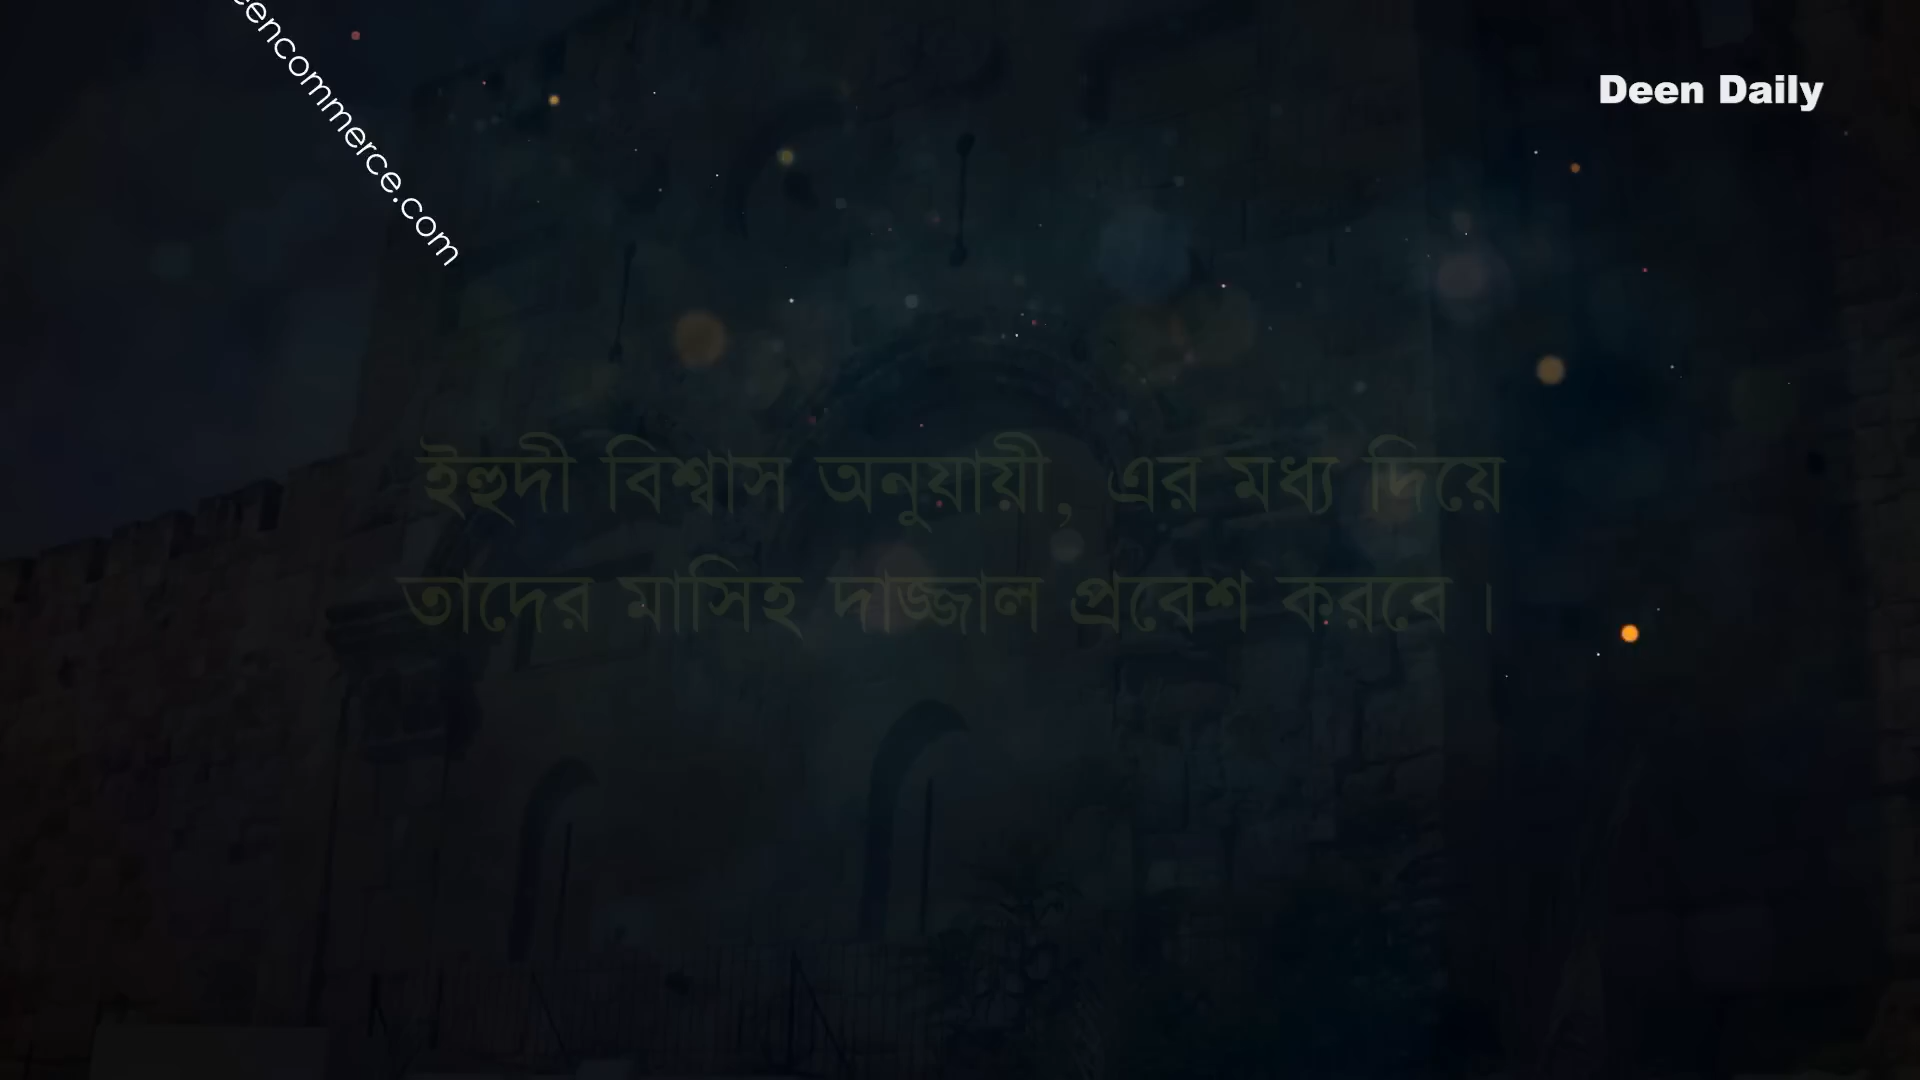 eencommerce.com
Deen Daily
ইহুদী বিশ্বাস অনুযায়ী, এর মধ্য দিয়ে
তাদের মাসিহ দাজ্জাল প্রবেশ করবে।